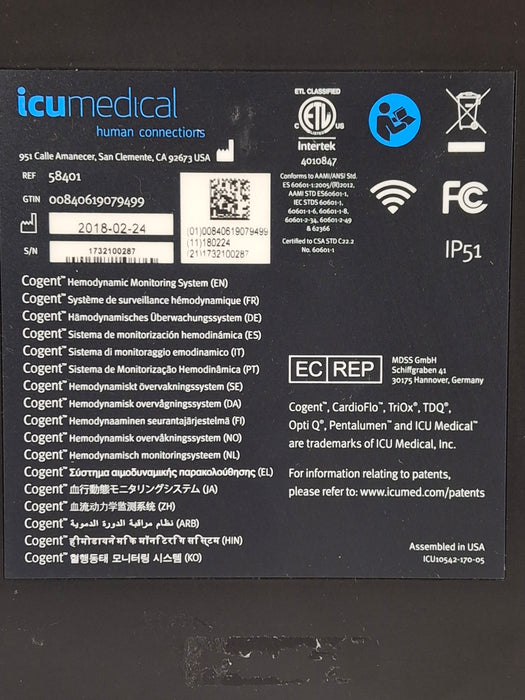 icumedical
human connections
951 Calle Amanecer, San Clemente, CA 92673 USA
REF 58401
GTIN 00840619079499
2018-02-24
S/N 1732100287
(01)00840619079499
(11)180224
(21)1732100287
ETL CLASSIFIED
ETL
C US
Intertek
4010847
Conforms to AAMI/ANSI Std.
ES 60601-1:2005/(R)2012,
AAMI STD ES60601-1,
IEC STDS 60601-1,
60601-1-6, 60601-1-8,
60601-2-34, 60601-2-49
& 62366
Certified to CSA STD C22.2
No. 60601-1
FC
IP51
Cogent™ Hemodynamic Monitoring System (EN)
Cogent™ Système de surveillance hémodynamique (FR)
Cogent™ Hämodynamisches Überwachungssystem (DE)
Cogent™ Sistema de monitorización hemodinámica (ES)
Cogent™ Sistema di monitoraggio emodinamico (IT)
Cogent™ Sistema de Monitorização Hemodinâmica (PT)
Cogent™ Hemodynamiskt övervakningssystem (SE)
Cogent™ Hemodynamisk overvågningssystem (DA)
Cogent™ Hemodynaaminen seurantajärjestelmä (FI)
Cogent™ Hemodynamisk overvåkningssystem (NO)
Cogent™ Hemodynamisch monitoringsysteem (NL)
Cogent™ Σύστημα αιμοδυναμικής παρακολούθησης (EL)
Cogent™ 血行動態モニタリングシステム (JA)
Cogent™ 血流动力学监测系统 (ZH)
Cogent™ نظام مراقبة الدورة الدموية (ARB)
Cogent™ हीमोडायनेमकि मॉनटिरगि ससि्टम (HIN)
Cogent™ 혈행동태 모니터링 시스템 (KO)
EC REP
MDSS GmbH
Schiffgraben 41
30175 Hannover, Germany
Cogent™, CardioFlo™, TriOx®, TDQ®,
Opti Q®, Pentalumen™ and ICU Medical™
are trademarks of ICU Medical, Inc.
For information relating to patents,
please refer to: www.icumed.com/patents
Assembled in USA
ICU10542-170-05